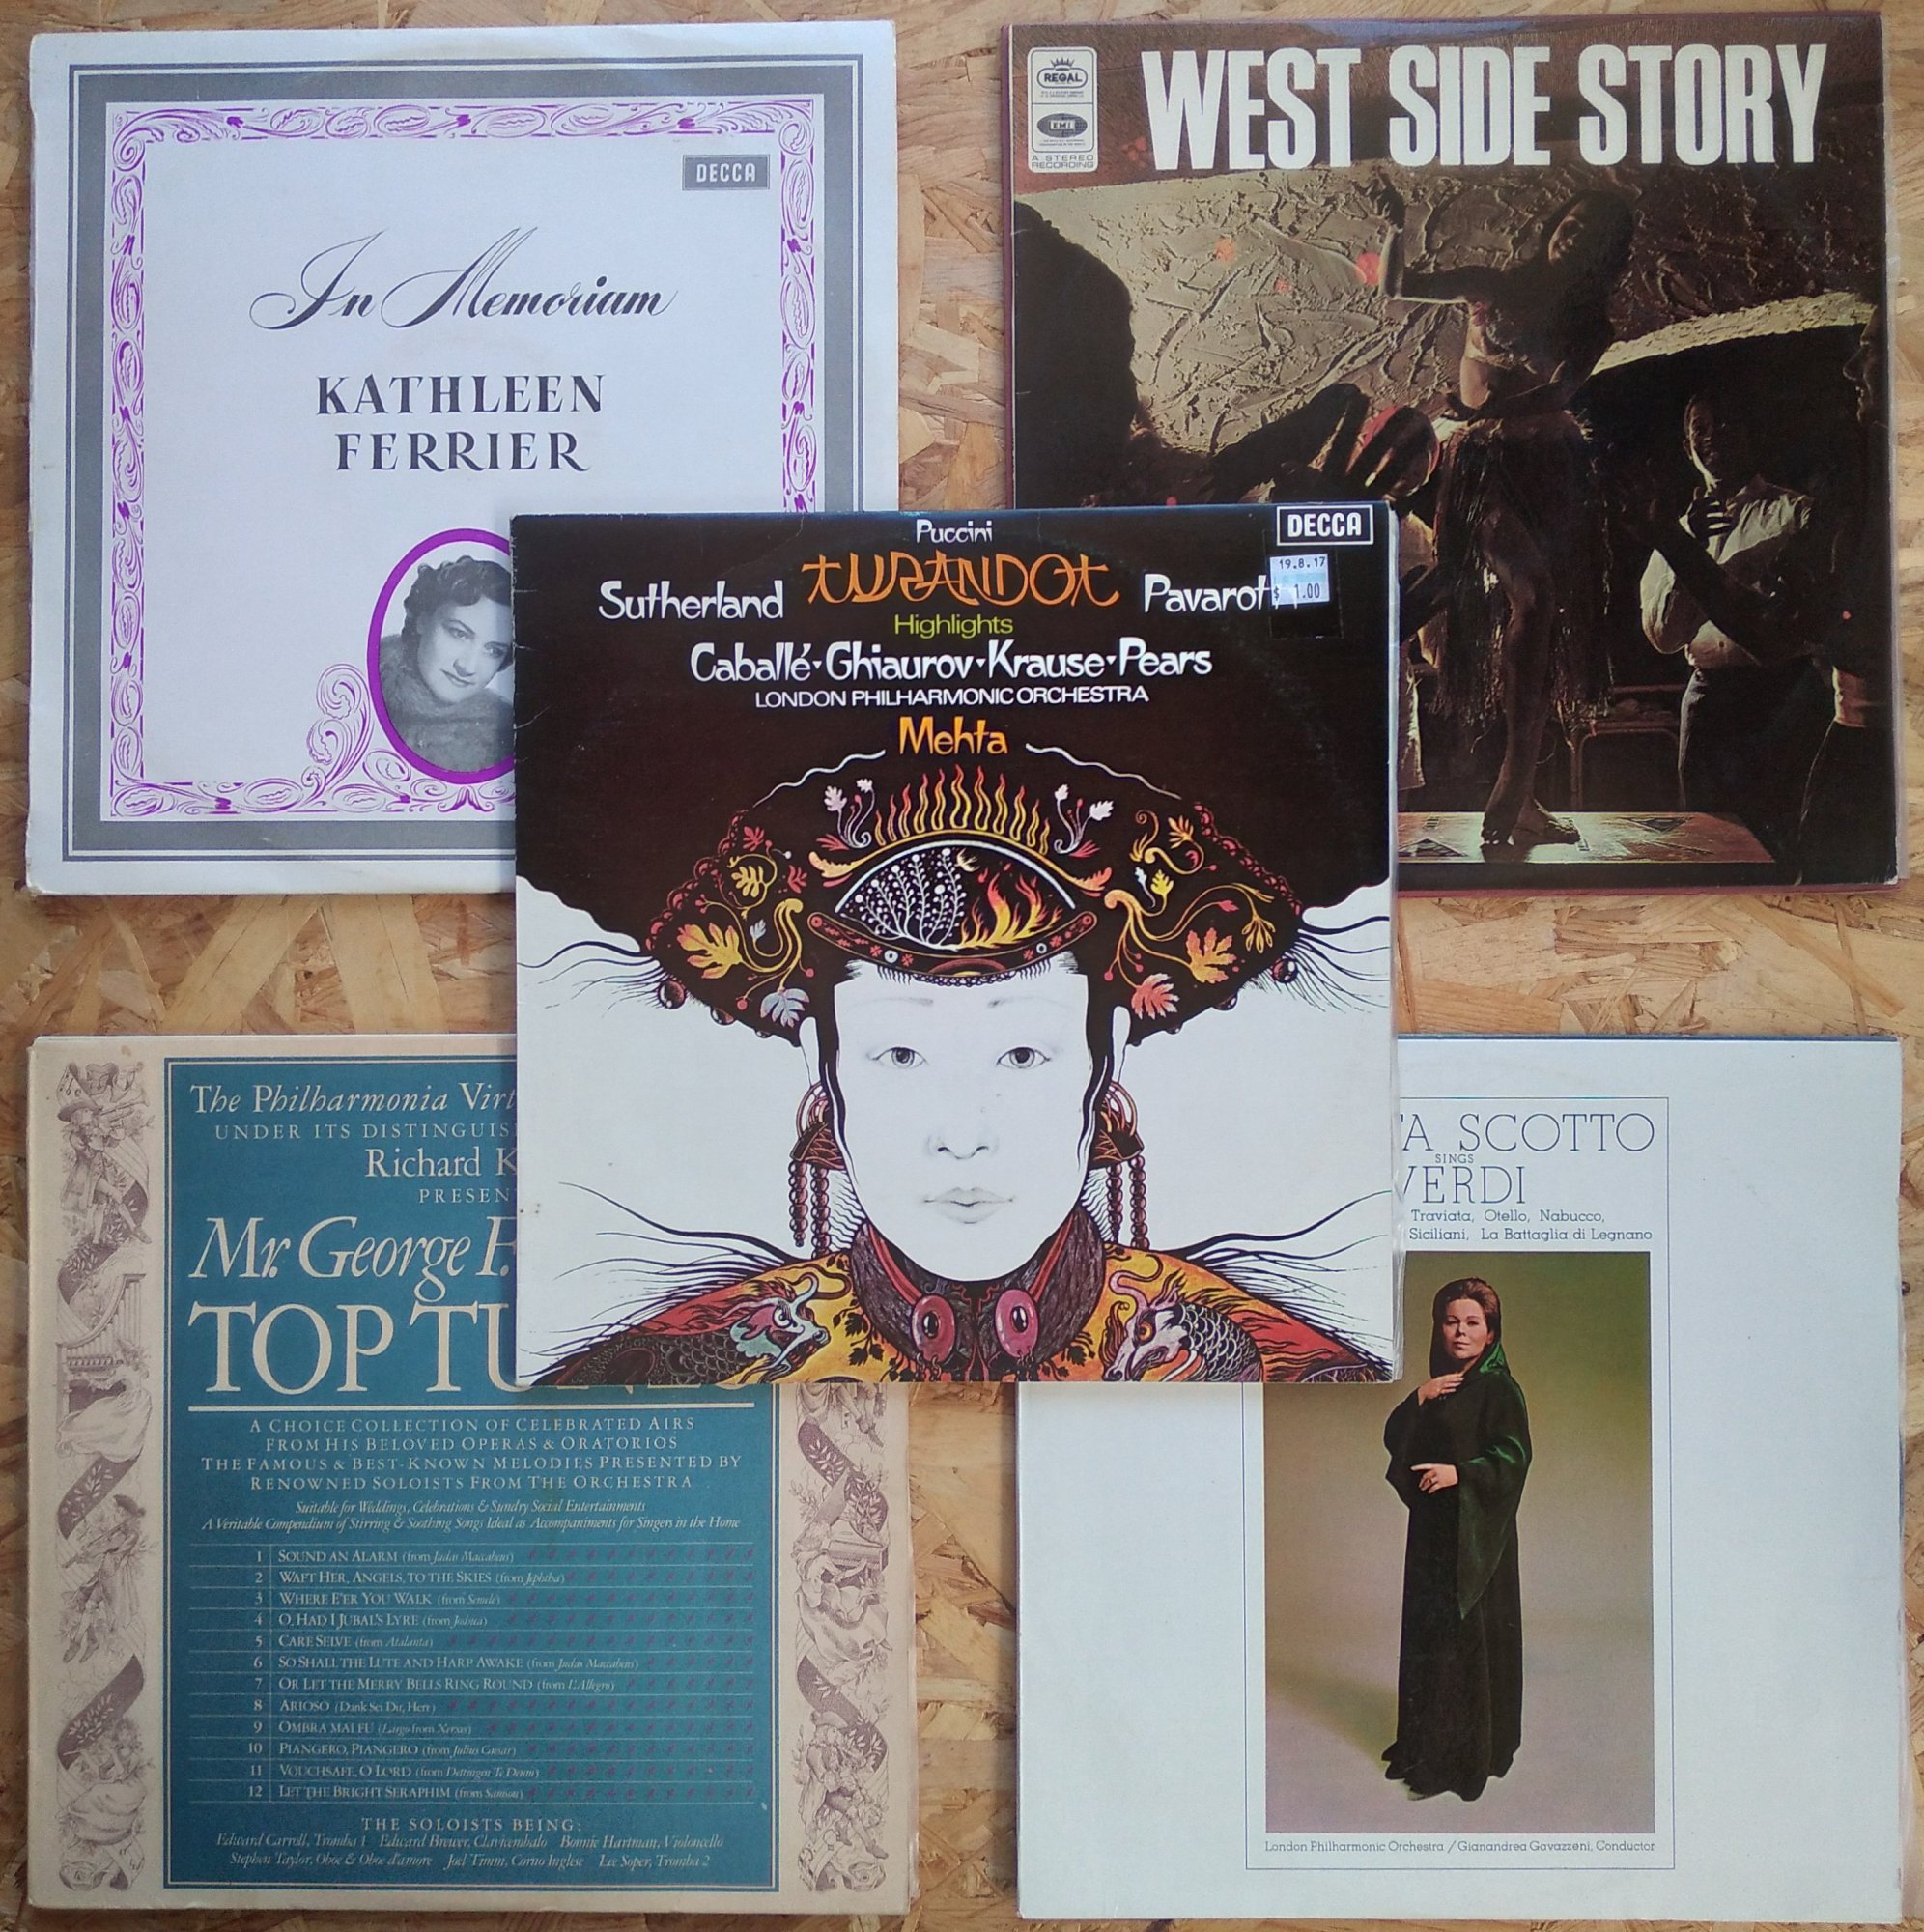 DECCA
In Memoriam
KATHLEEN
FERRIER
REGAL
EMI
A STEREO
RECORDING
WEST SIDE STORY
Puccini
DECCA
TURANDOT
19.8.17
$ 1.00
Sutherland
Pavarot
Highlights
Caballé·Ghiaurov·Krause·Pears
LONDON PHILHARMONIC ORCHESTRA
Mehta
The Philharmonia Virt
UNDER ITS DISTINGUIS
Richard K
PRESEN
Mr. George F.
TOP TUNES
A CHOICE COLLECTION OF CELEBRATED AIRS
FROM HIS BELOVED OPERAS & ORATORIOS
THE FAMOUS & BEST-KNOWN MELODIES PRESENTED BY
RENOWNED SOLOISTS FROM THE ORCHESTRA
Suitable for Weddings, Celebrations & Sundry Social Entertainments
A Veritable Compendium of Stirring & Soothing Songs Ideal as Accompaniments for Singers in the Home
1 SOUND AN ALARM (from Judas Maccabeus)
2 WAFT HER, ANGELS, TO THE SKIES (from Jephtha)
3 WHERE E'ER YOU WALK (from Semele)
4 O, HAD I JUBAL'S LYRE (from Joshua)
5 CARE SELVE (from Atalanta)
6 SO SHALL THE LUTE AND HARP AWAKE (from Judas Maccabeus)
7 OR LET THE MERRY BELLS RING ROUND (from L'Allegro)
8 ARIOSO (Dank Sei Dir, Herr)
9 OMBRA MAI FU (Largo from Xerxes)
10 PIANGERO, PIANGERO (from Julius Caesar)
11 VOUCHSAFE, O LORD (from Dettingen Te Deum)
12 LET THE BRIGHT SERAPHIM (from Samson)
THE SOLOISTS BEING:
Edward Carroll, Tromba 1 Edward Brewer, Clavicembalo Bonnie Hartman, Violoncello
Stephen Taylor, Oboe & Oboe d'amore Joel Timm, Corno Inglese Lee Soper, Tromba 2
TA SCOTTO
SINGS
VERDI
Traviata, Otello, Nabucco,
Siciliani, La Battaglia di Legnano
London Philharmonic Orchestra / Gianandrea Gavazzeni, Conductor